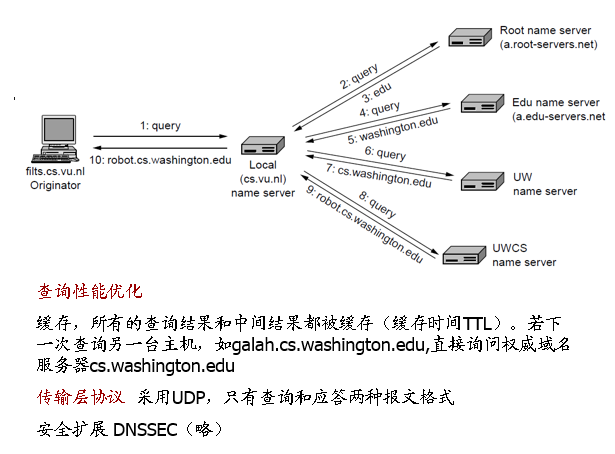 Root name server
(a.root-servers.net)
2: query
3: edu
4: query
Edu name server
(a.edu-servers.net
1: query
5: washington.edu
6: query
10: robot.cs.washington.edu
7: cs.washington.edu
UW
name server
filts.cs.vu.nl
Originator
Local
(cs.vu.nl)
name server
8: query
9: robot.cs.washington.edu
UWCS
name server
查询性能优化
缓存，所有的查询结果和中间结果都被缓存（缓存时间TTL）。若下
一次查询另一台主机，如galah.cs.washington.edu,直接询问权威域名
服务器cs.washington.edu
传输层协议 采用UDP，只有查询和应答两种报文格式
安全扩展 DNSSEC（略）